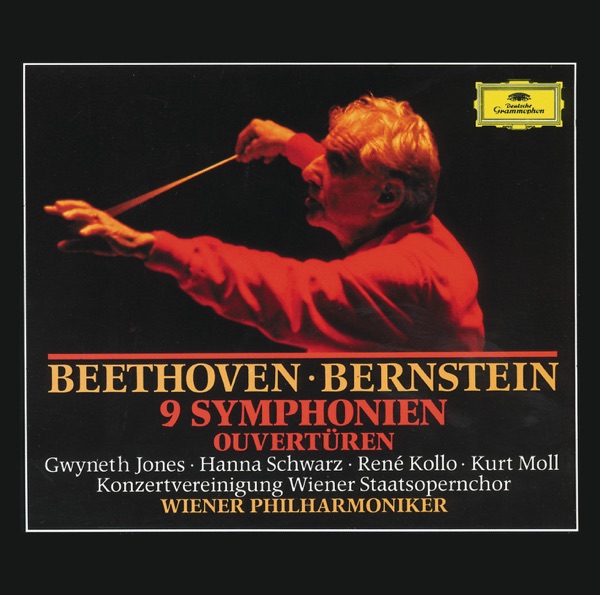 Deutsche
Grammophon
BEETHOVEN · BERNSTEIN
9 SYMPHONIEN
OUVERTÜREN
Gwyneth Jones · Hanna Schwarz · René Kollo · Kurt Moll
Konzertvereinigung Wiener Staatsopernchor
WIENER PHILHARMONIKER